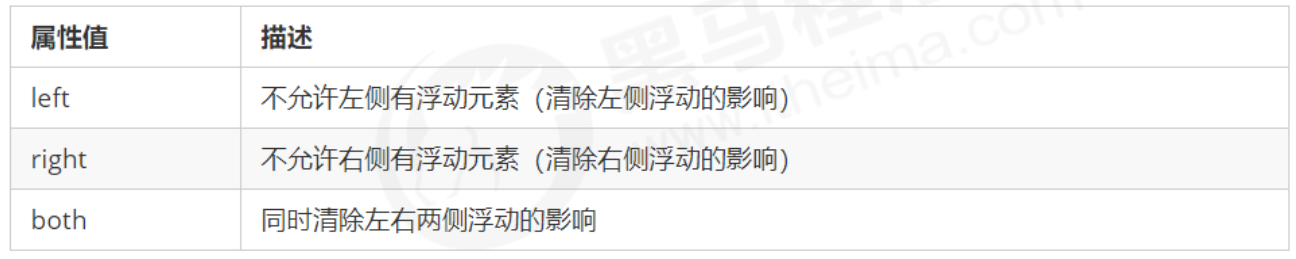 属性值 描述
left 不允许左侧有浮动元素（清除左侧浮动的影响）
right 不允许右侧有浮动元素（清除右侧浮动的影响）
both 同时清除左右两侧浮动的影响
黑马程
www.itheima.com